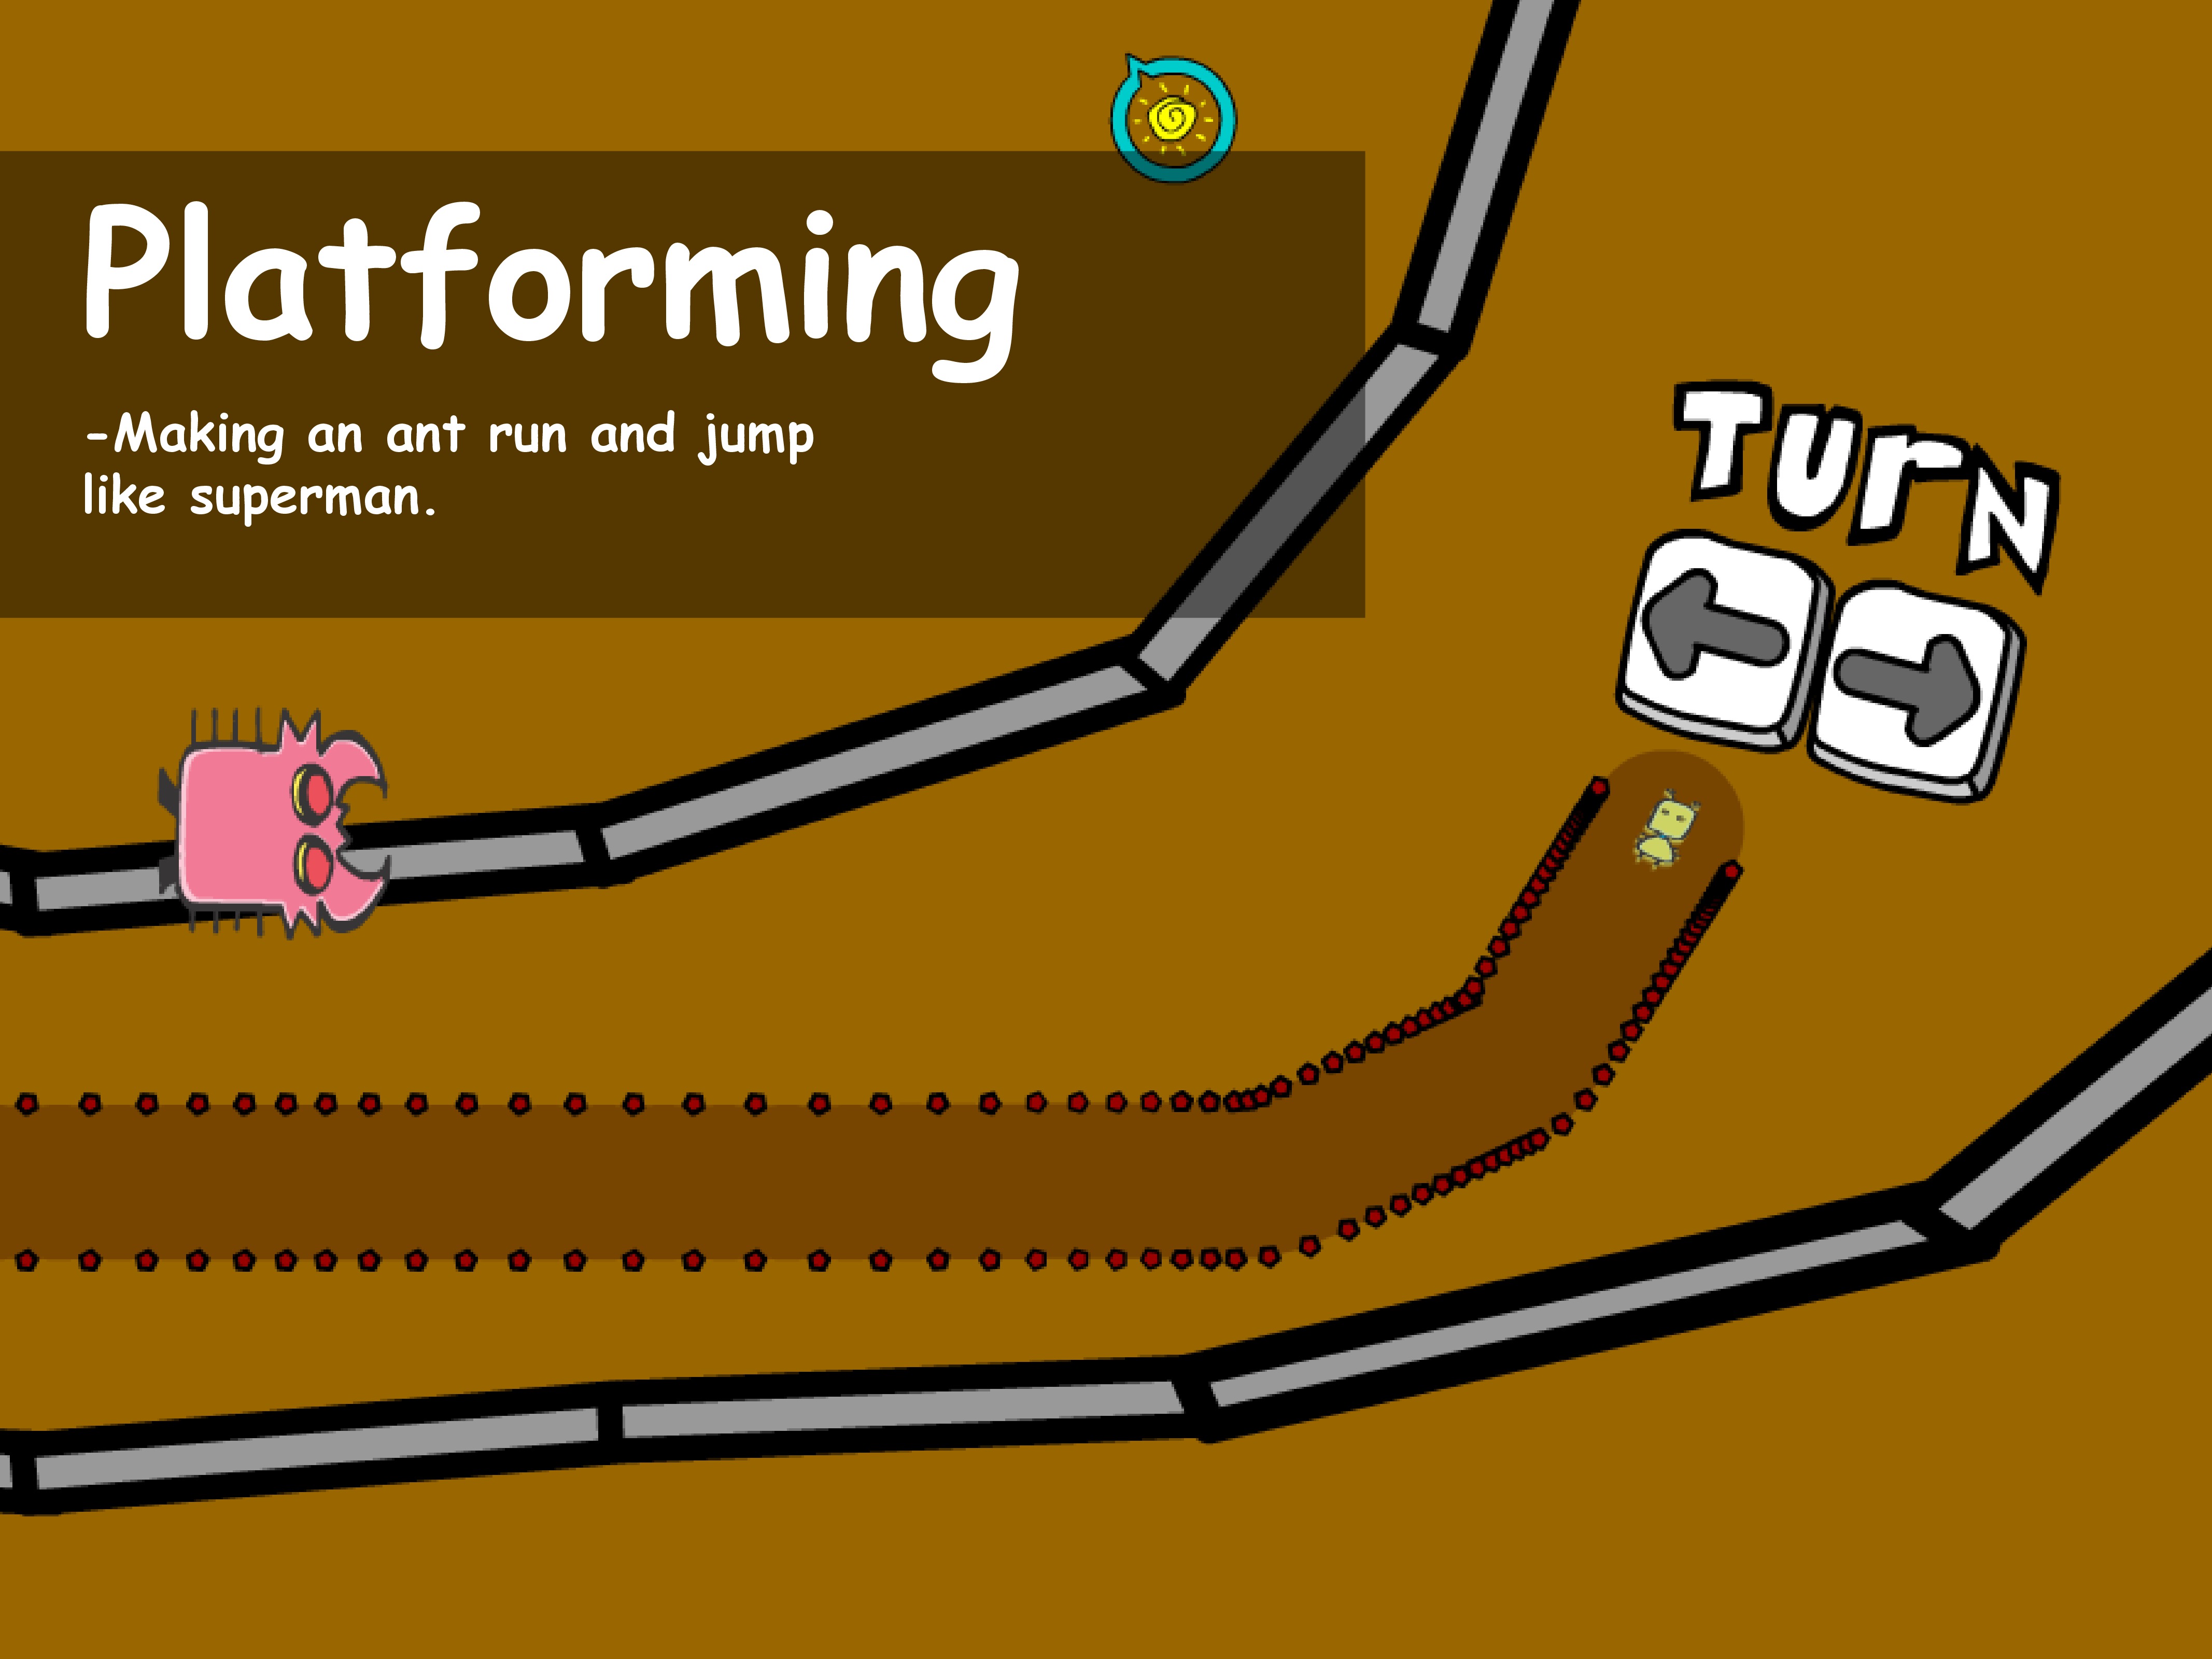 Platforming
-Making an ant run and jump
like superman.
TurN